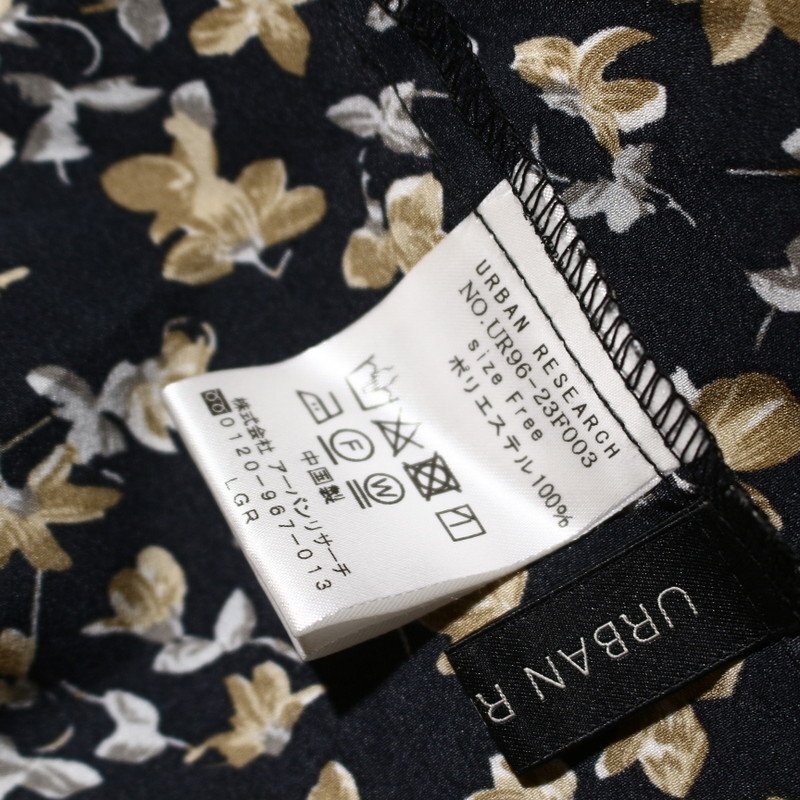 URBAN RESEARCH
NO.UR96-23F003
size Free
ポリエステル100%
F
W
中国製
株式会社 アーバンリサーチ
0120-967-013
LGR
URBAN R